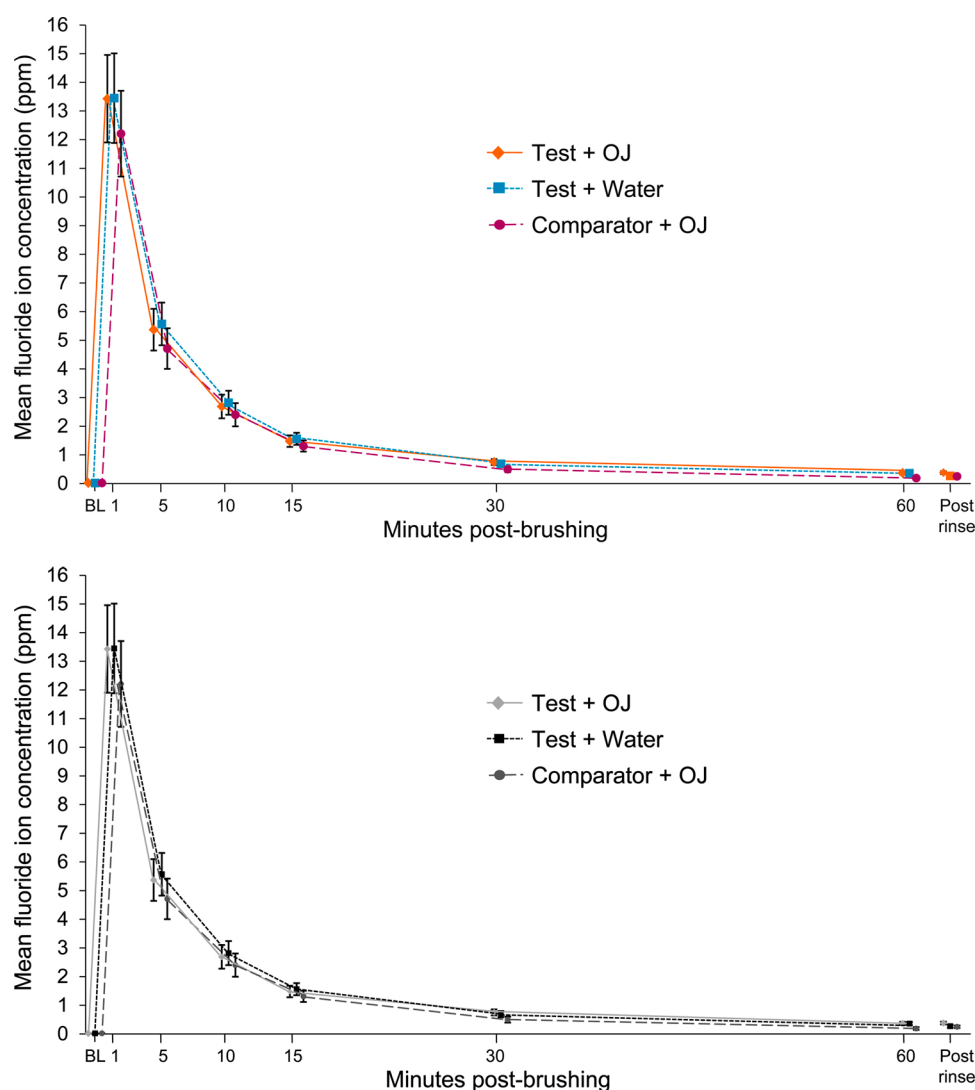 Mean fluoride ion concentration (ppm)
16
15
14
13
12
11
10
9
8
7
6
5
4
3
2
1
0
Test + OJ
Test + Water
Comparator + OJ
BL 1 5 10 15 30 60 Post
rinse
Minutes post-brushing
Mean fluoride ion concentration (ppm)
16
15
14
13
12
11
10
9
8
7
6
5
4
3
2
1
0
Test + OJ
Test + Water
Comparator + OJ
BL 1 5 10 15 30 60 Post
rinse
Minutes post-brushing